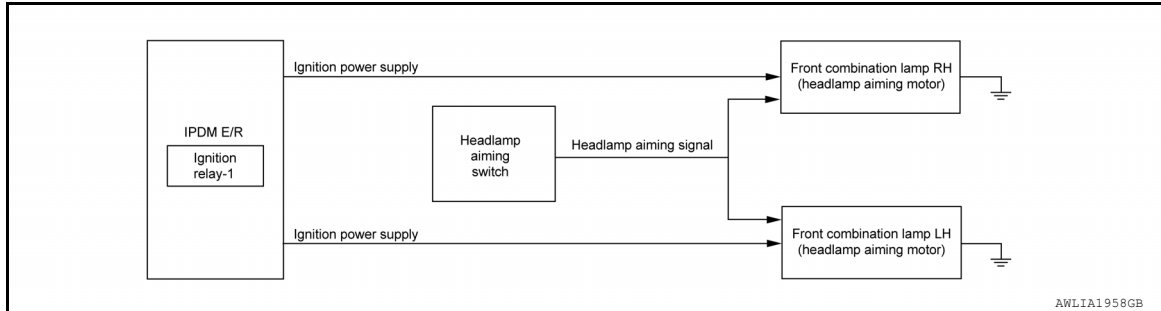 Ignition power supply
Front combination lamp RH
(headlamp aiming motor)
IPDM E/R
Ignition
relay-1
Headlamp
aiming
switch
Headlamp aiming signal
Ignition power supply
Front combination lamp LH
(headlamp aiming motor)
AWLIA1958GB